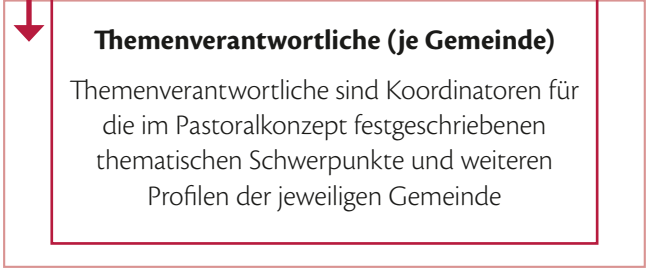 Themenverantwortliche (je Gemeinde)
Themenverantwortliche sind Koordinatoren für
die im Pastoralkonzept festgeschriebenen
thematischen Schwerpunkte und weiteren
Profilen der jeweiligen Gemeinde